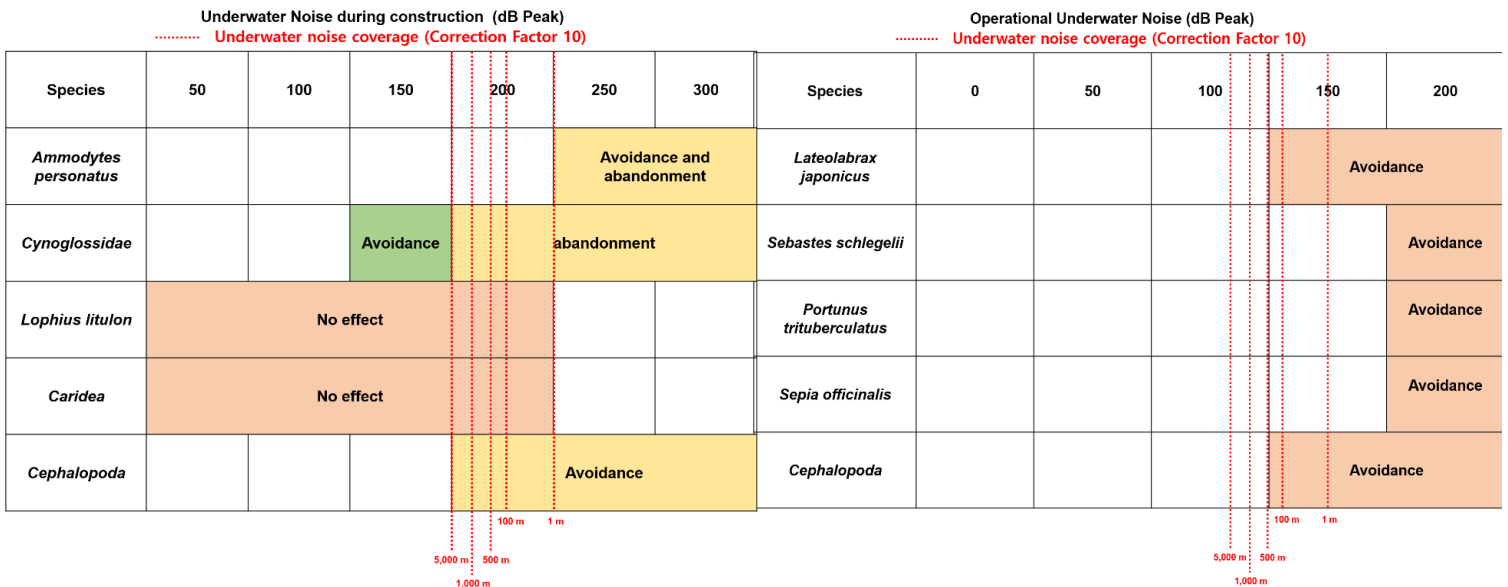 Underwater Noise during construction (dB Peak)
Underwater noise coverage (Correction Factor 10)
Species 50 100 150 200 250 300
Ammodytes
personatus
Avoidance and
abandonment
Cynoglossidae Avoidance abandonment
Lophius litulon No effect
Caridea No effect
Cephalopoda Avoidance
100 m 1 m
5,000 m 500 m
1,000 m
Operational Underwater Noise (dB Peak)
Underwater noise coverage (Correction Factor 10)
Species 0 50 100 150 200
Lateolabrax
japonicus
Avoidance
Sebastes schlegelii Avoidance
Portunus
trituberculatus
Avoidance
Sepia officinalis Avoidance
Cephalopoda Avoidance
100 m 1 m
5,000 m 500 m
1,000 m